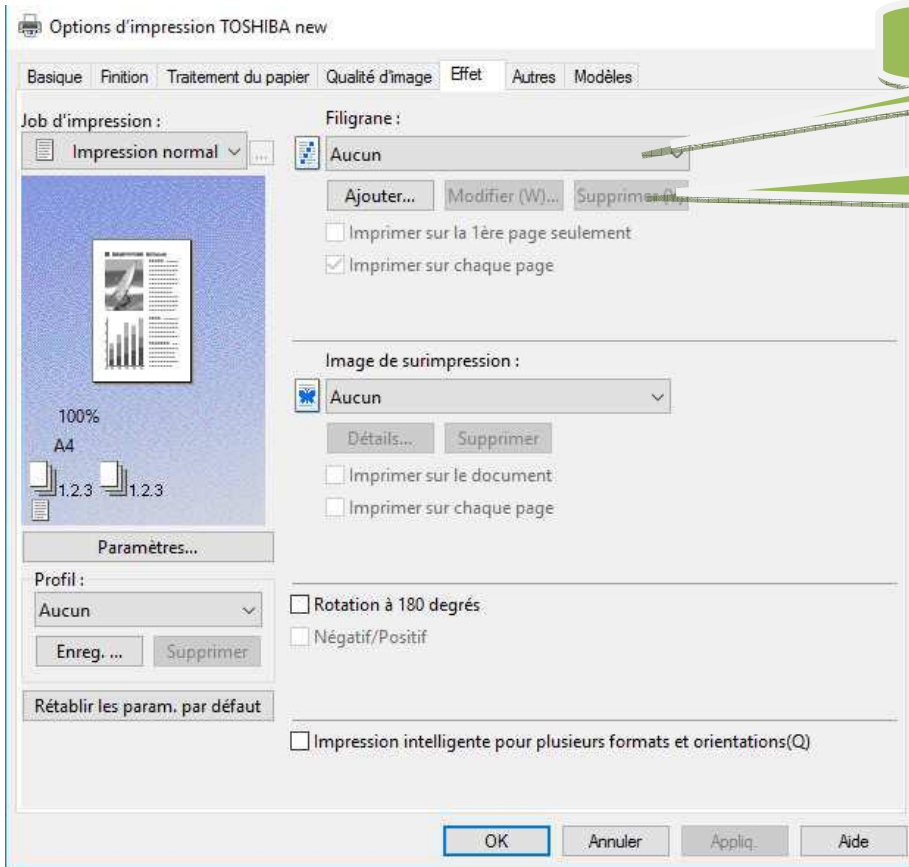 Options d'impression TOSHIBA new
Basique Finition Traitement du papier Qualité d'image Effet Autres Modèles
Job d'impression :
Impression normal ...
100%
A4
1.2.3 1.2.3
Paramètres...
Profil :
Aucun
Enreg. ... Supprimer
Rétablir les param. par défaut
Filigrane :
Aucun
Ajouter... Modifier (W)... Supprimer
Imprimer sur la 1ère page seulement
Imprimer sur chaque page
Image de surimpression :
Aucun
Détails... Supprimer
Imprimer sur le document
Imprimer sur chaque page
Rotation à 180 degrés
Négatif/Positif
Impression intelligente pour plusieurs formats et orientations(Q)
OK Annuler Appliq. Aide